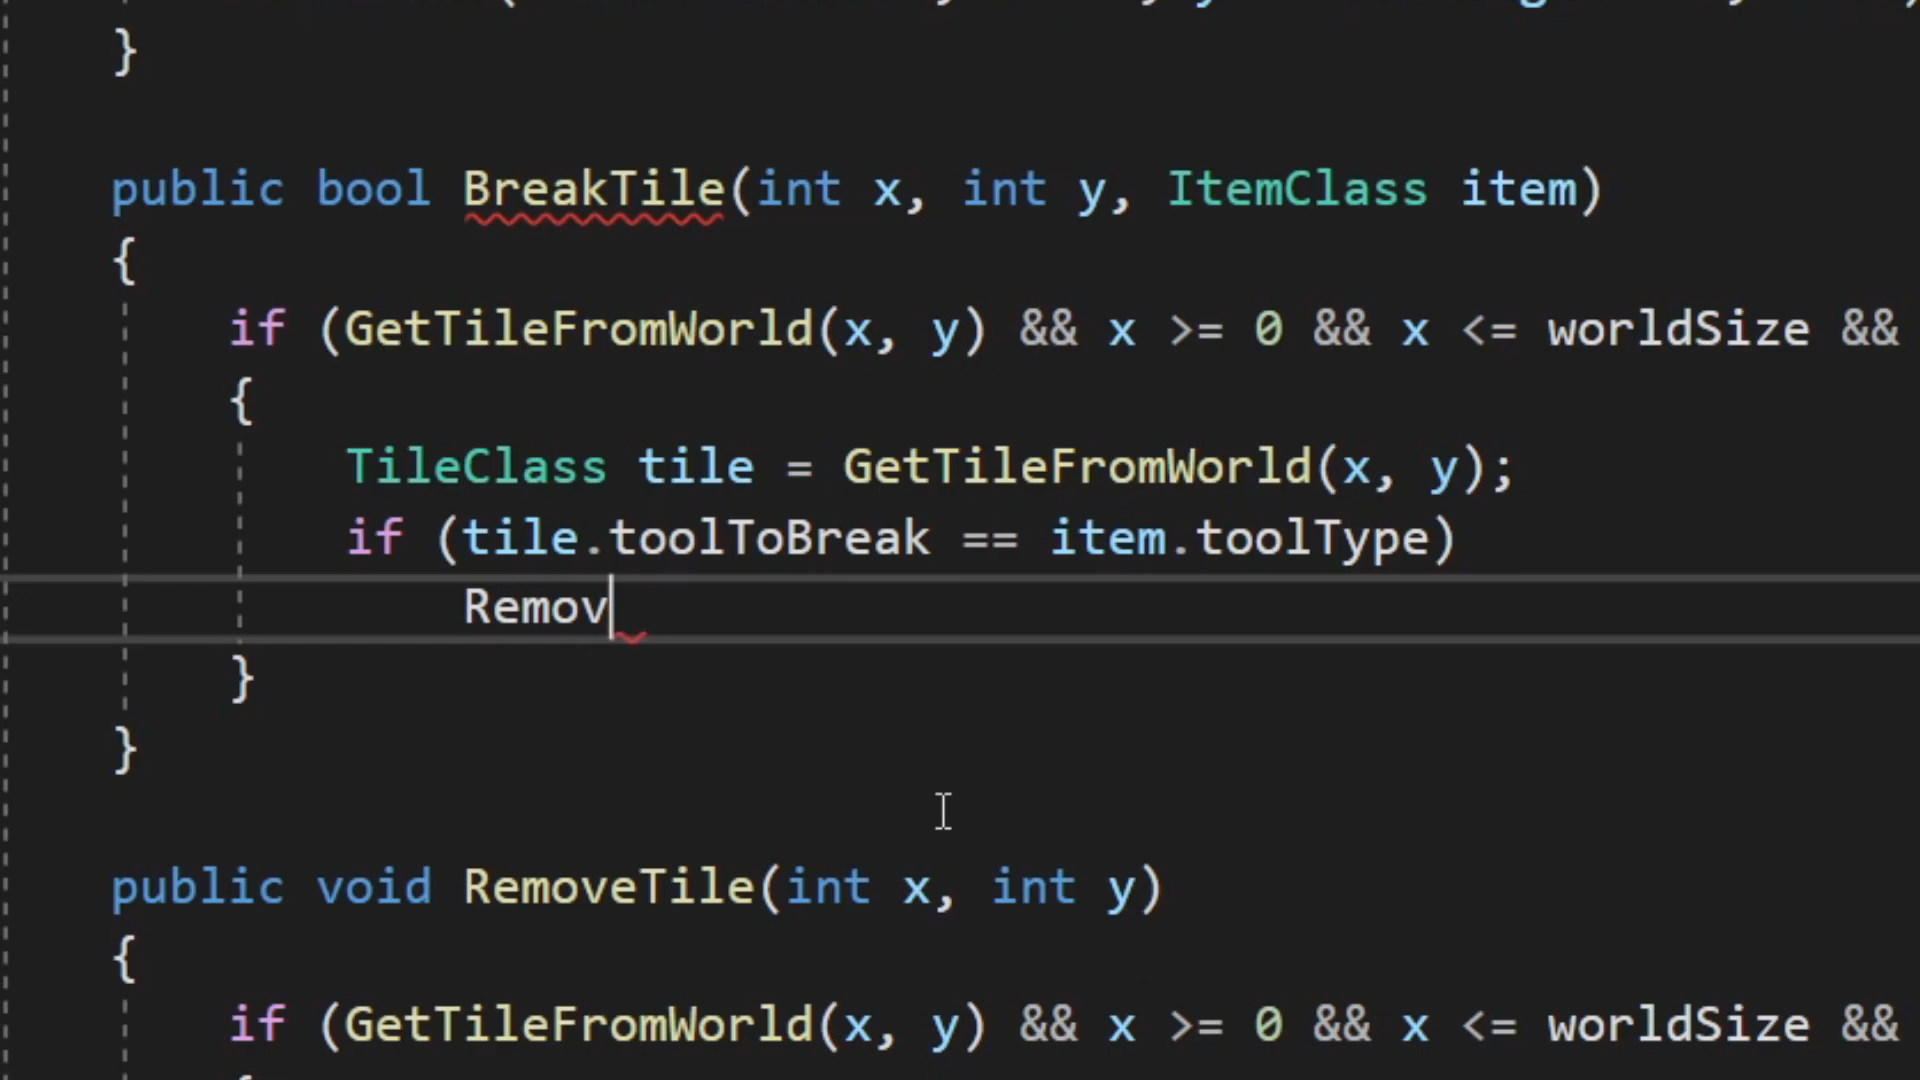 }
public bool BreakTile(int x, int y, ItemClass item)
{
if (GetTileFromWorld(x, y) && x >= 0 && x <= worldSize &&
{
TileClass tile = GetTileFromWorld(x, y);
if (tile.toolToBreak == item.toolType)
Remov
}
}
public void RemoveTile(int x, int y)
{
if (GetTileFromWorld(x, y) && x >= 0 && x <= worldSize &&